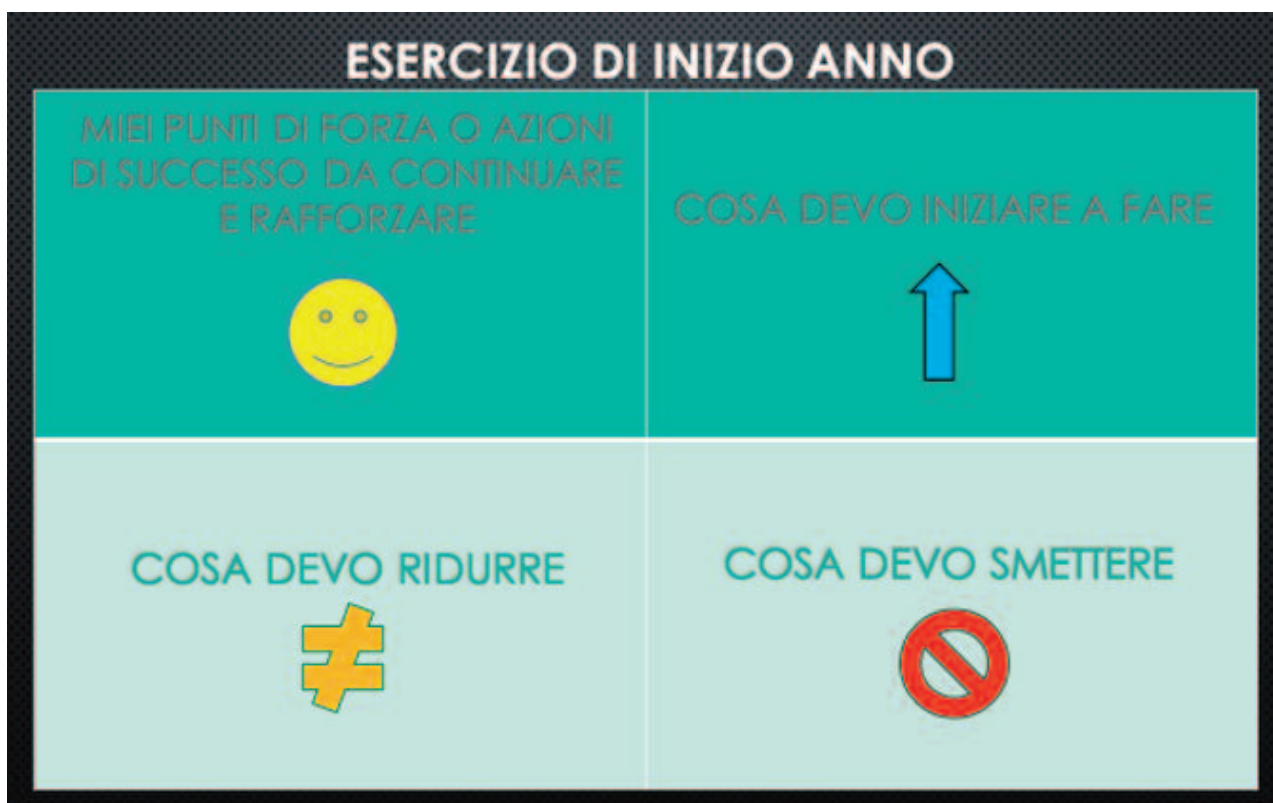 ESERCIZIO DI INIZIO ANNO
MIEI PUNTI DI FORZA O AZIONI
DI SUCCESSO DA CONTINUARE
E RAFFORZARE
COSA DEVO INIZIARE A FARE
COSA DEVO RIDURRE
COSA DEVO SMETTERE